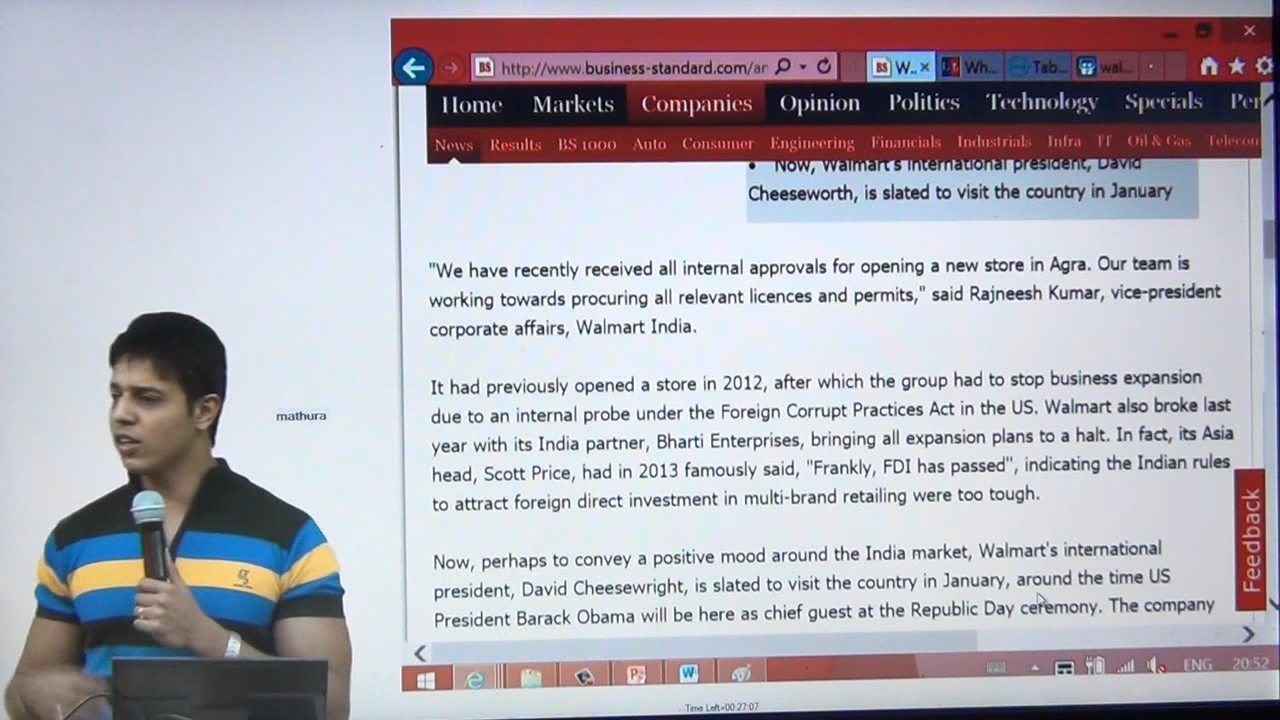 http://www.business-standard.com/ar
BS
W..
Wh...
Tab...
wal...
Home Markets Companies Opinion Politics Technology Specials Per
News Results BS 1000 Auto Consumer Engineering Financials Industrials Infra IT Oil & Gas Telecom
• Now, Walmart's international president, David
Cheeseworth, is slated to visit the country in January
"We have recently received all internal approvals for opening a new store in Agra. Our team is
working towards procuring all relevant licences and permits," said Rajneesh Kumar, vice-president
corporate affairs, Walmart India.
It had previously opened a store in 2012, after which the group had to stop business expansion
due to an internal probe under the Foreign Corrupt Practices Act in the US. Walmart also broke last
year with its India partner, Bharti Enterprises, bringing all expansion plans to a halt. In fact, its Asia
head, Scott Price, had in 2013 famously said, "Frankly, FDI has passed", indicating the Indian rules
to attract foreign direct investment in multi-brand retailing were too tough.
Now, perhaps to convey a positive mood around the India market, Walmart's international
president, David Cheesewright, is slated to visit the country in January, around the time US
President Barack Obama will be here as chief guest at the Republic Day ceremony. The company
Feedback
mathura
ENG 20:52
Time Left=00:27:07